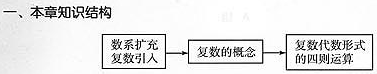 一、本章知识结构
数系扩充
复数引入
复数的概念
复数代数形式
的四则运算